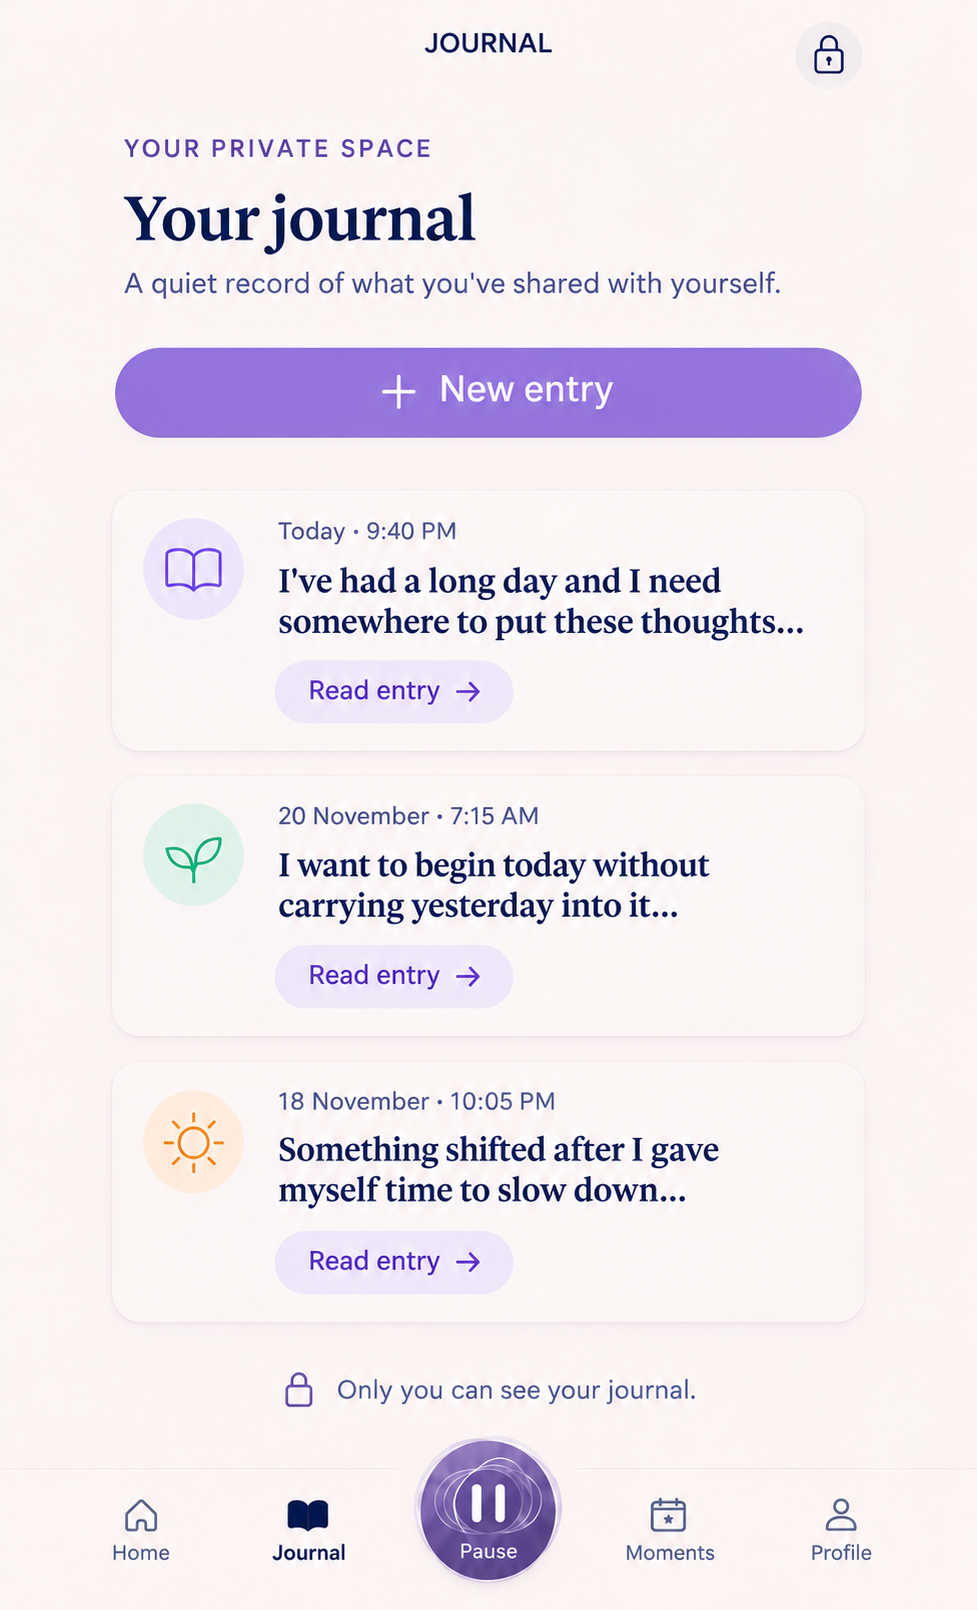 JOURNAL
YOUR PRIVATE SPACE
Your journal
A quiet record of what you've shared with yourself.
New entry
Today • 9:40 PM
I've had a long day and I need
somewhere to put these thoughts...
Read entry →
20 November • 7:15 AM
I want to begin today without
carrying yesterday into it...
Read entry →
18 November • 10:05 PM
Something shifted after I gave
myself time to slow down...
Read entry →
Only you can see your journal.
Home
Journal
Pause
Moments
Profile